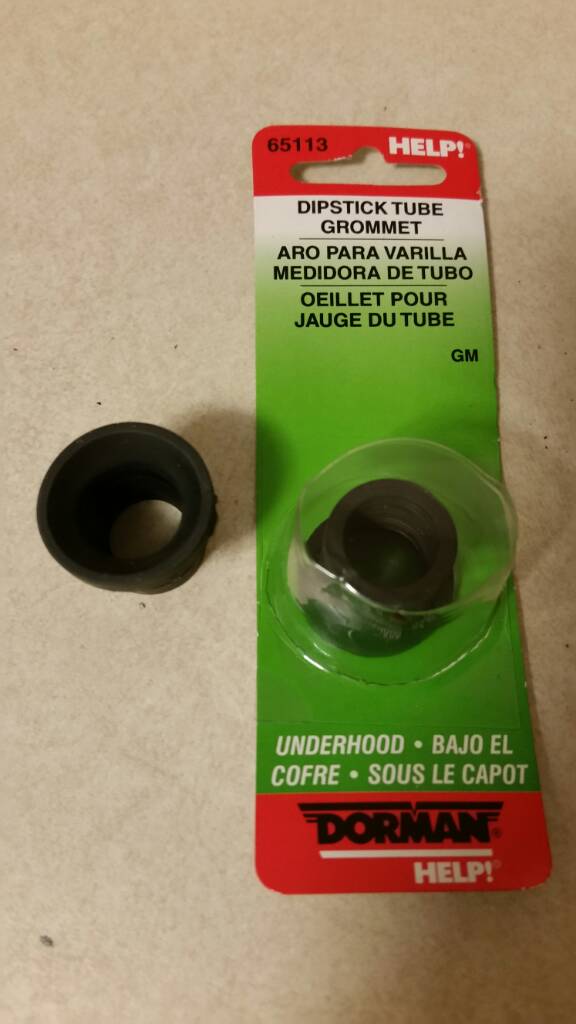 65113 HELP!®
DIPSTICK TUBE
GROMMET
ARO PARA VARILLA
MEDIDORA DE TUBO
OEILLET POUR
JAUGE DU TUBE
GM
UNDERHOOD • BAJO EL
COFRE • SOUS LE CAPOT
DORMAN®
HELP!®